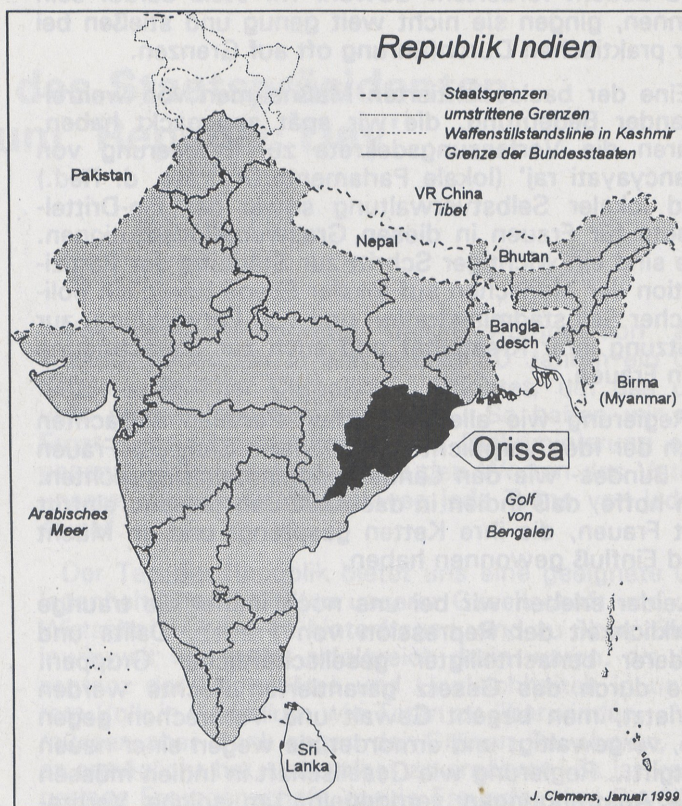 Republik Indien
Staatsgrenzen
umstrittene Grenzen
Waffenstillstandslinie in Kashmir
Grenze der Bundesstaaten
Pakistan
VR China
Tibet
Nepal
Bhutan
Bangla-
desch
Birma
(Myanmar)
Orissa
Arabisches
Meer
Golf
von
Bengalen
Sri
Lanka
J. Clemens, Januar 1999